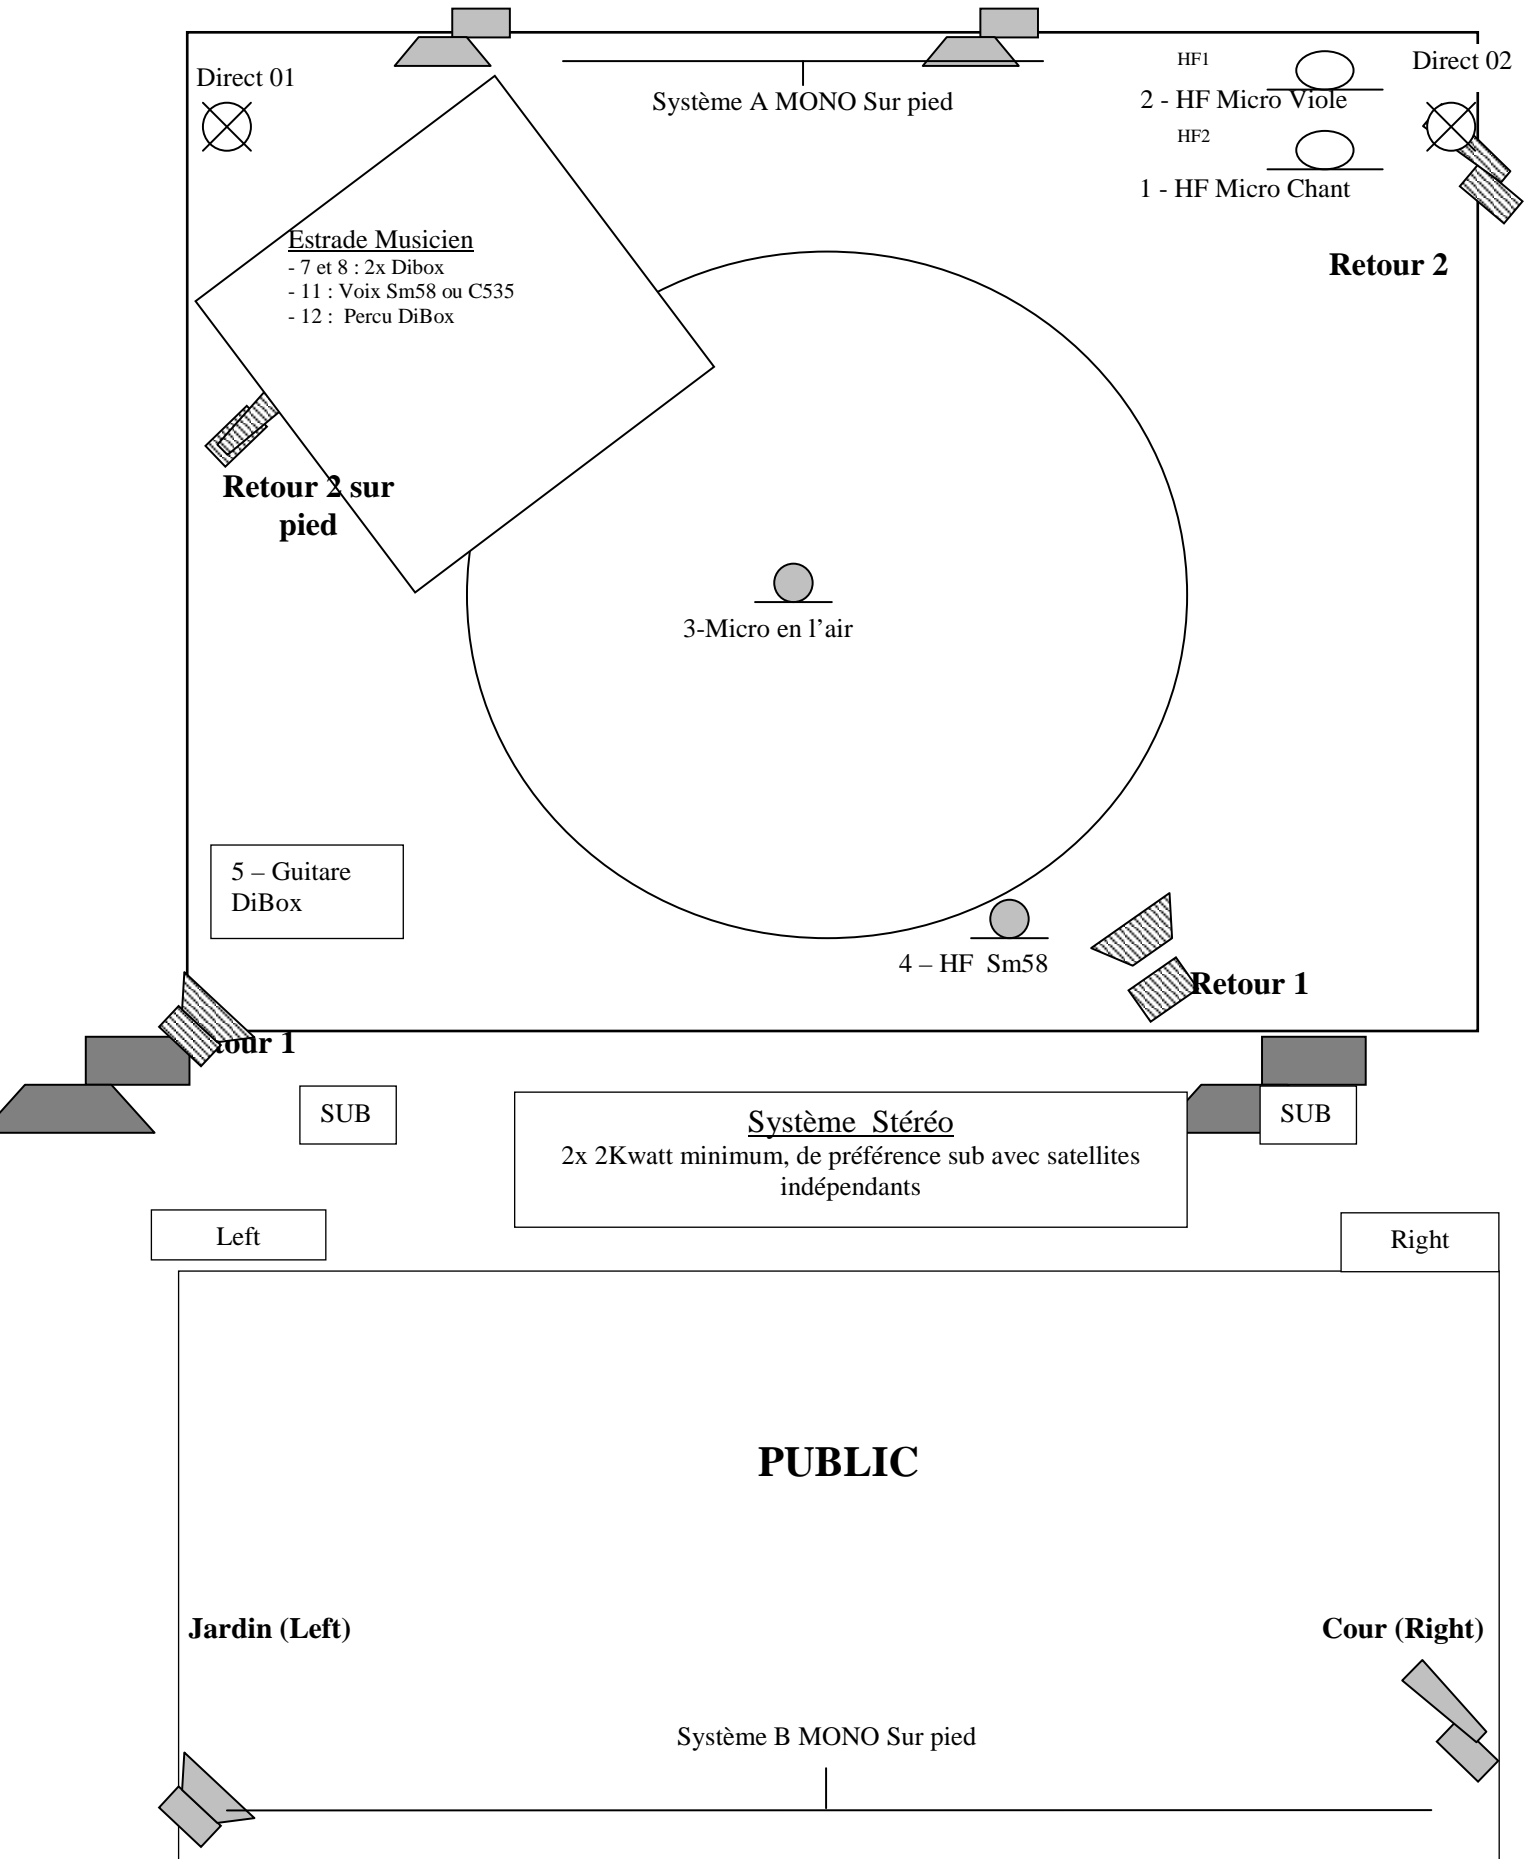 Direct 01
Système A MONO Sur pied
HF1
2 - HF Micro Viole
HF2
1 - HF Micro Chant
Direct 02
Retour 2
Estrade Musicien
- 7 et 8 : 2x Dibox
- 11 : Voix Sm58 ou C535
- 12 : Percu DiBox
Retour 2 sur
pied
3-Micro en l’air
5 – Guitare
DiBox
4 – HF Sm58
Retour 1
tour 1
SUB
Système Stéréo
2x 2Kwatt minimum, de préférence sub avec satellites
indépendants
SUB
Left
Right
PUBLIC
Jardin (Left)
Cour (Right)
Système B MONO Sur pied